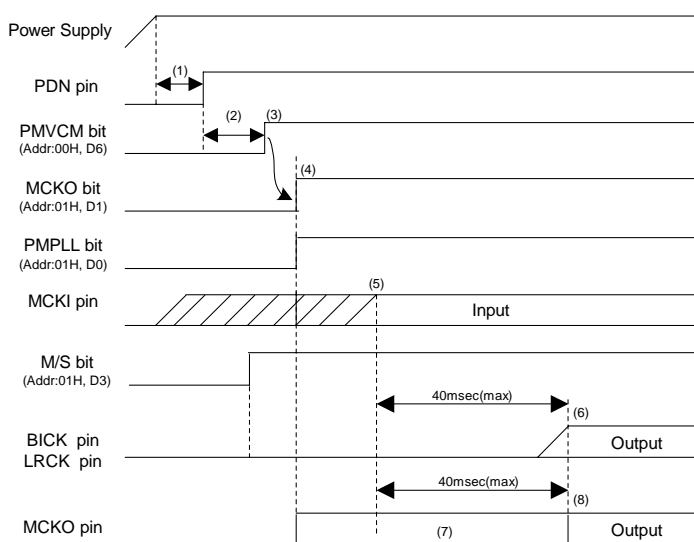 Power Supply
(1)
PDN pin
(2)
(3)
PMVCM bit
(Addr:00H, D6)
(4)
MCKO bit
(Addr:01H, D1)
PMPLL bit
(Addr:01H, D0)
(5)
MCKI pin
Input
M/S bit
(Addr:01H, D3)
40msec(max)
(6)
BICK pin
LRCK pin
Output
40msec(max)
(8)
MCKO pin
(7)
Output